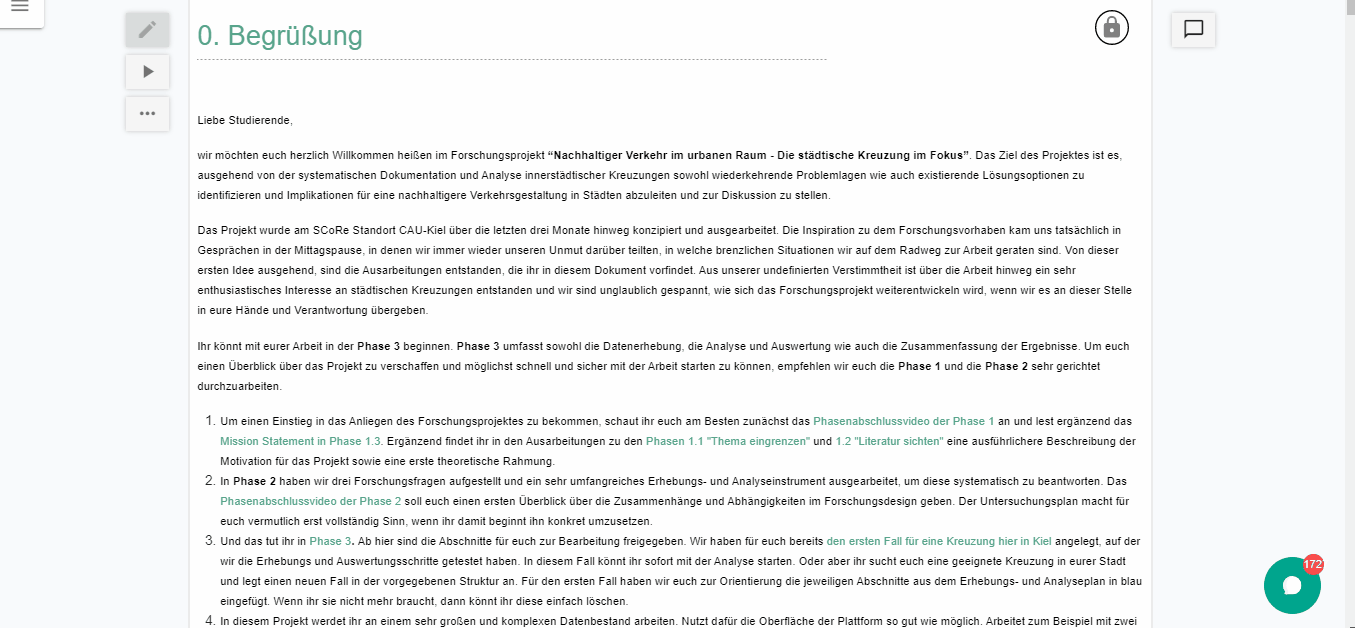 0. Begrüßung
Liebe Studierende,
wir möchten euch herzlich Willkommen heißen im Forschungsprojekt “Nachhaltiger Verkehr im urbanen Raum - Die städtische Kreuzung im Fokus”. Das Ziel des Projektes ist es,
ausgehend von der systematischen Dokumentation und Analyse innerstädtischer Kreuzungen sowohl wiederkehrende Problemlagen wie auch existierende Lösungsoptionen zu
identifizieren und Implikationen für eine nachhaltigere Verkehrsgestaltung in Städten abzuleiten und zur Diskussion zu stellen.
Das Projekt wurde am SCoRe Standort CAU-Kiel über die letzten drei Monate hinweg konzipiert und ausgearbeitet. Die Inspiration zu dem Forschungsvorhaben kam uns tatsächlich in
Gesprächen in der Mittagspause, in denen wir immer wieder unseren Unmut darüber teilten, in welche brenzlichen Situationen wir auf dem Radweg zur Arbeit geraten sind. Von dieser
ersten Idee ausgehend, sind die Ausarbeitungen entstanden, die ihr in diesem Dokument vorfindet. Aus unserer undefinierten Verstimmtheit ist über die Arbeit hinweg ein sehr
enthusiastisches Interesse an städtischen Kreuzungen entstanden und wir sind unglaublich gespannt, wie sich das Forschungsprojekt weiterentwickeln wird, wenn wir es an dieser Stelle
in eure Hände und Verantwortung übergeben.
Ihr könnt mit eurer Arbeit in der Phase 3 beginnen. Phase 3 umfasst sowohl die Datenerhebung, die Analyse und Auswertung wie auch die Zusammenfassung der Ergebnisse. Um euch
einen Überblick über das Projekt zu verschaffen und möglichst schnell und sicher mit der Arbeit starten zu können, empfehlen wir euch die Phase 1 und die Phase 2 sehr gerichtet
durchzuarbeiten.
1. Um einen Einstieg in das Anliegen des Forschungsprojektes zu bekommen, schaut ihr euch am Besten zunächst das Phasenabschlussvideo der Phase 1 an und lest ergänzend das
Mission Statement in Phase 1.3. Ergänzend findet ihr in den Ausarbeitungen zu den Phasen 1.1 "Thema eingrenzen" und 1.2 "Literatur sichten" eine ausführlichere Beschreibung der
Motivation für das Projekt sowie eine erste theoretische Rahmung.
2. In Phase 2 haben wir drei Forschungsfragen aufgestellt und ein sehr umfangreiches Erhebungs- und Analyseinstrument ausgearbeitet, um diese systematisch zu beantworten. Das
Phasenabschlussvideo der Phase 2 soll euch einen ersten Überblick über die Zusammenhänge und Abhängigkeiten im Forschungsdesign geben. Der Untersuchungsplan macht für
euch vermutlich erst vollständig Sinn, wenn ihr damit beginnt ihn konkret umzusetzen.
3. Und das tut ihr in Phase 3. Ab hier sind die Abschnitte für euch zur Bearbeitung freigegeben. Wir haben für euch bereits den ersten Fall für eine Kreuzung hier in Kiel angelegt, auf der
wir die Erhebungs und Auswertungsschritte getestet haben. In diesem Fall könnt ihr sofort mit der Analyse starten. Oder aber ihr sucht euch eine geeignete Kreuzung in eurer Stadt
und legt einen neuen Fall in der vorgegebenen Struktur an. Für den ersten Fall haben wir euch zur Orientierung die jeweiligen Abschnitte aus dem Erhebungs- und Analyseplan in blau
eingefügt. Wenn ihr sie nicht mehr braucht, dann könnt ihr diese einfach löschen.
172
4. In diesem Projekt werdet ihr an einem sehr großen und komplexen Datenbestand arbeiten. Nutzt dafür die Oberfläche der Plattform so gut wie möglich. Arbeitet zum Beispiel mit zwei